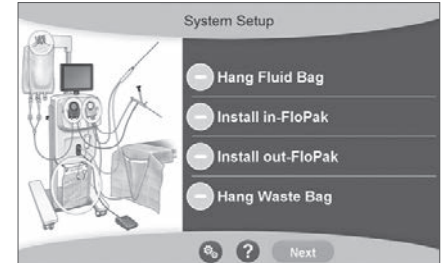 System Setup
Hang Fluid Bag
Install in-FloPak
Install out-FloPak
Hang Waste Bag
?
Next